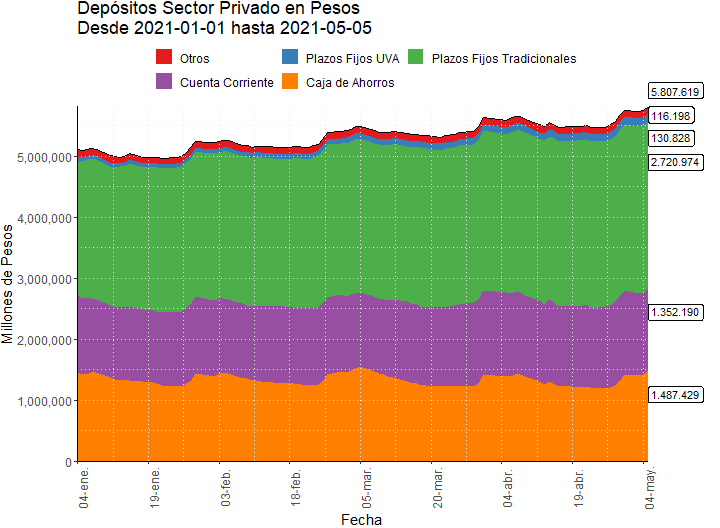 Depósitos Sector Privado en Pesos
Desde 2021-01-01 hasta 2021-05-05
Otros
Plazos Fijos UVA
Plazos Fijos Tradicionales
Cuenta Corriente
Caja de Ahorros
Millones de Pesos
5,000,000
4,000,000
3,000,000
2,000,000
1,000,000
0
5.807.619
116.198
130.828
2.720.974
1.352.190
1.487.429
04-ene.
19-ene.
03-feb.
18-feb.
05-mar.
20-mar.
04-abr.
19-abr.
04-may.
Fecha